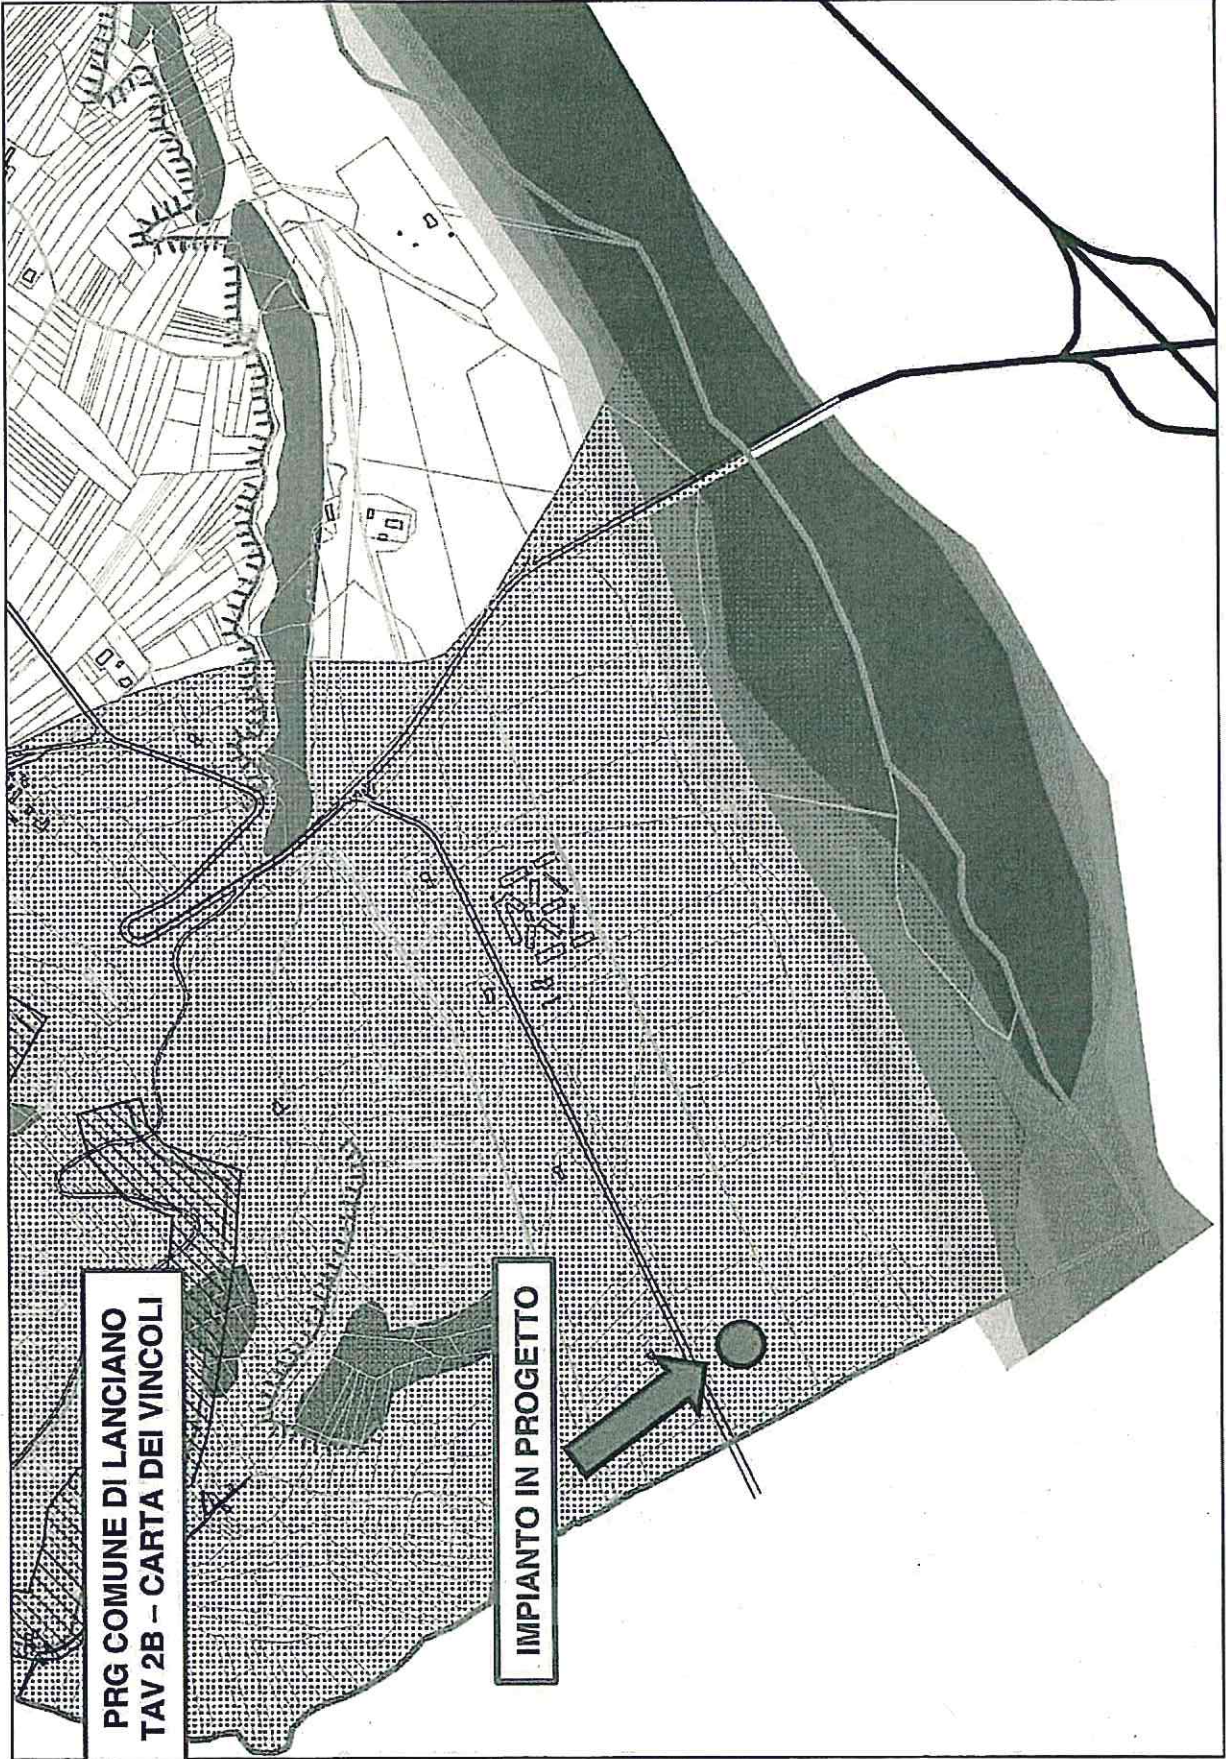 PRG COMUNE DI LANCIANO
TAV 2B – CARTA DEI VINCOLI
IMPIANTO IN PROGETTO